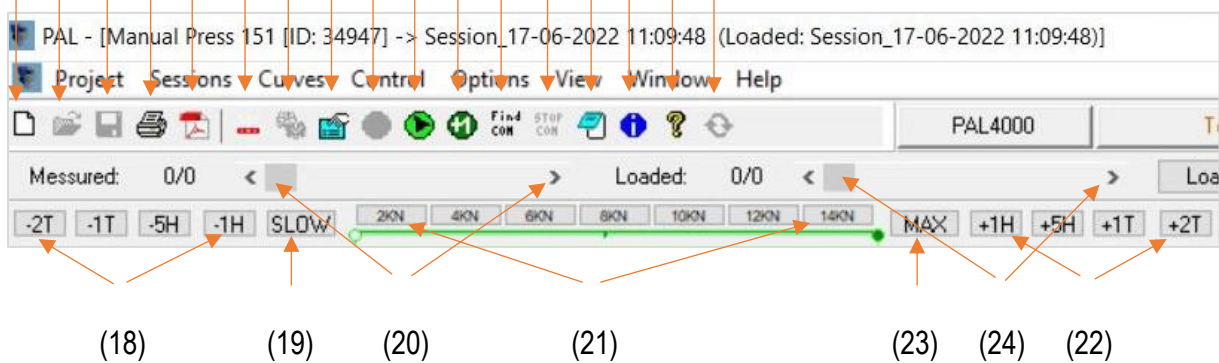 PAL - [Manual Press 151 [ID: 34947] -> Session_17-06-2022 11:09:48 (Loaded: Session_17-06-2022 11:09:48)]
Project Sessions Curves Control Options View Window Help
+1 Find COM STOP COM i ? PAL4000
Messured: 0/0 < > Loaded: 0/0 < > Loa
-2T -1T -5H -1H SLOW 2KN 4KN 6KN 8KN 10KN 12KN 14KN MAX +1H +5H +1T +2T
(18) (19) (20) (21) (23) (24) (22)